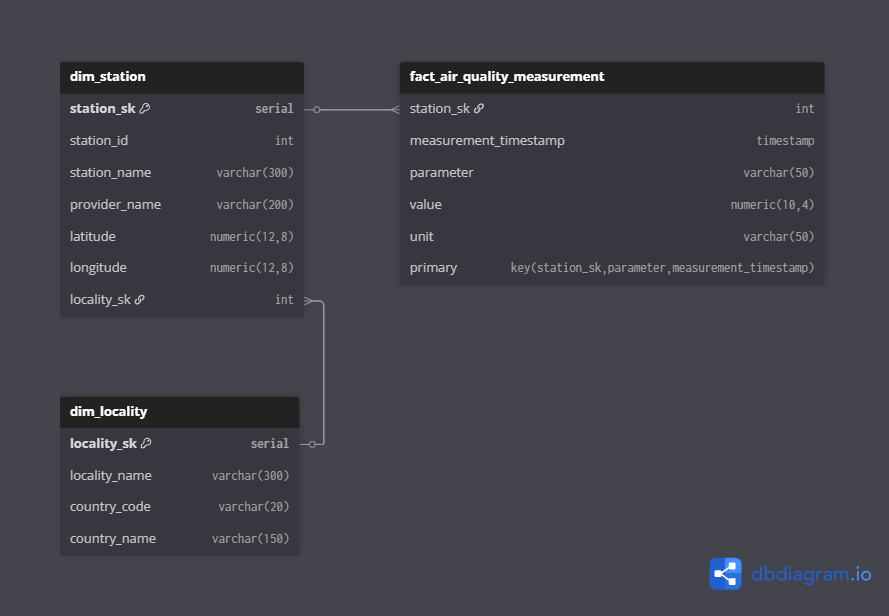 dim_station
station_sk serial
station_id int
station_name varchar(300)
provider_name varchar(200)
latitude numeric(12,8)
longitude numeric(12,8)
locality_sk int
fact_air_quality_measurement
station_sk int
measurement_timestamp timestamp
parameter varchar(50)
value numeric(10,4)
unit varchar(50)
primary key(station_sk,parameter,measurement_timestamp)
dim_locality
locality_sk serial
locality_name varchar(300)
country_code varchar(20)
country_name varchar(150)
dbdiagram.io